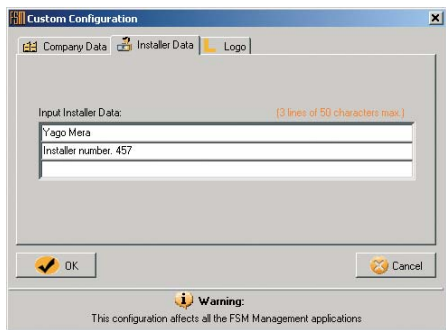 Custom Configuration
Company Data Installer Data Logo
Input Installer Data: (3 lines of 50 characters max.)
Yago Mera
Installer number. 457
OK Cancel
Warning:
This configuration affects all the FSM Management applications